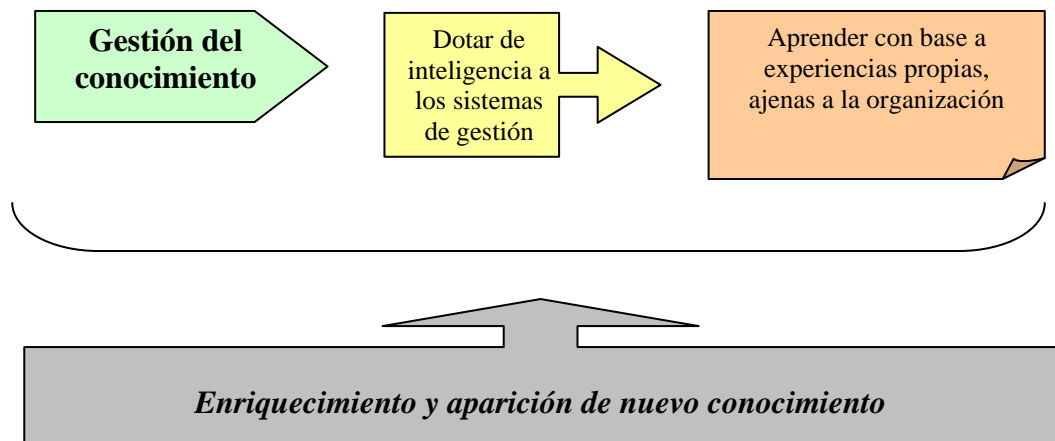 Gestión del
conocimiento
Dotar de
inteligencia a
los sistemas
de gestión
Aprender con base a
experiencias propias,
ajenas a la organización
Enriquecimiento y aparición de nuevo conocimiento